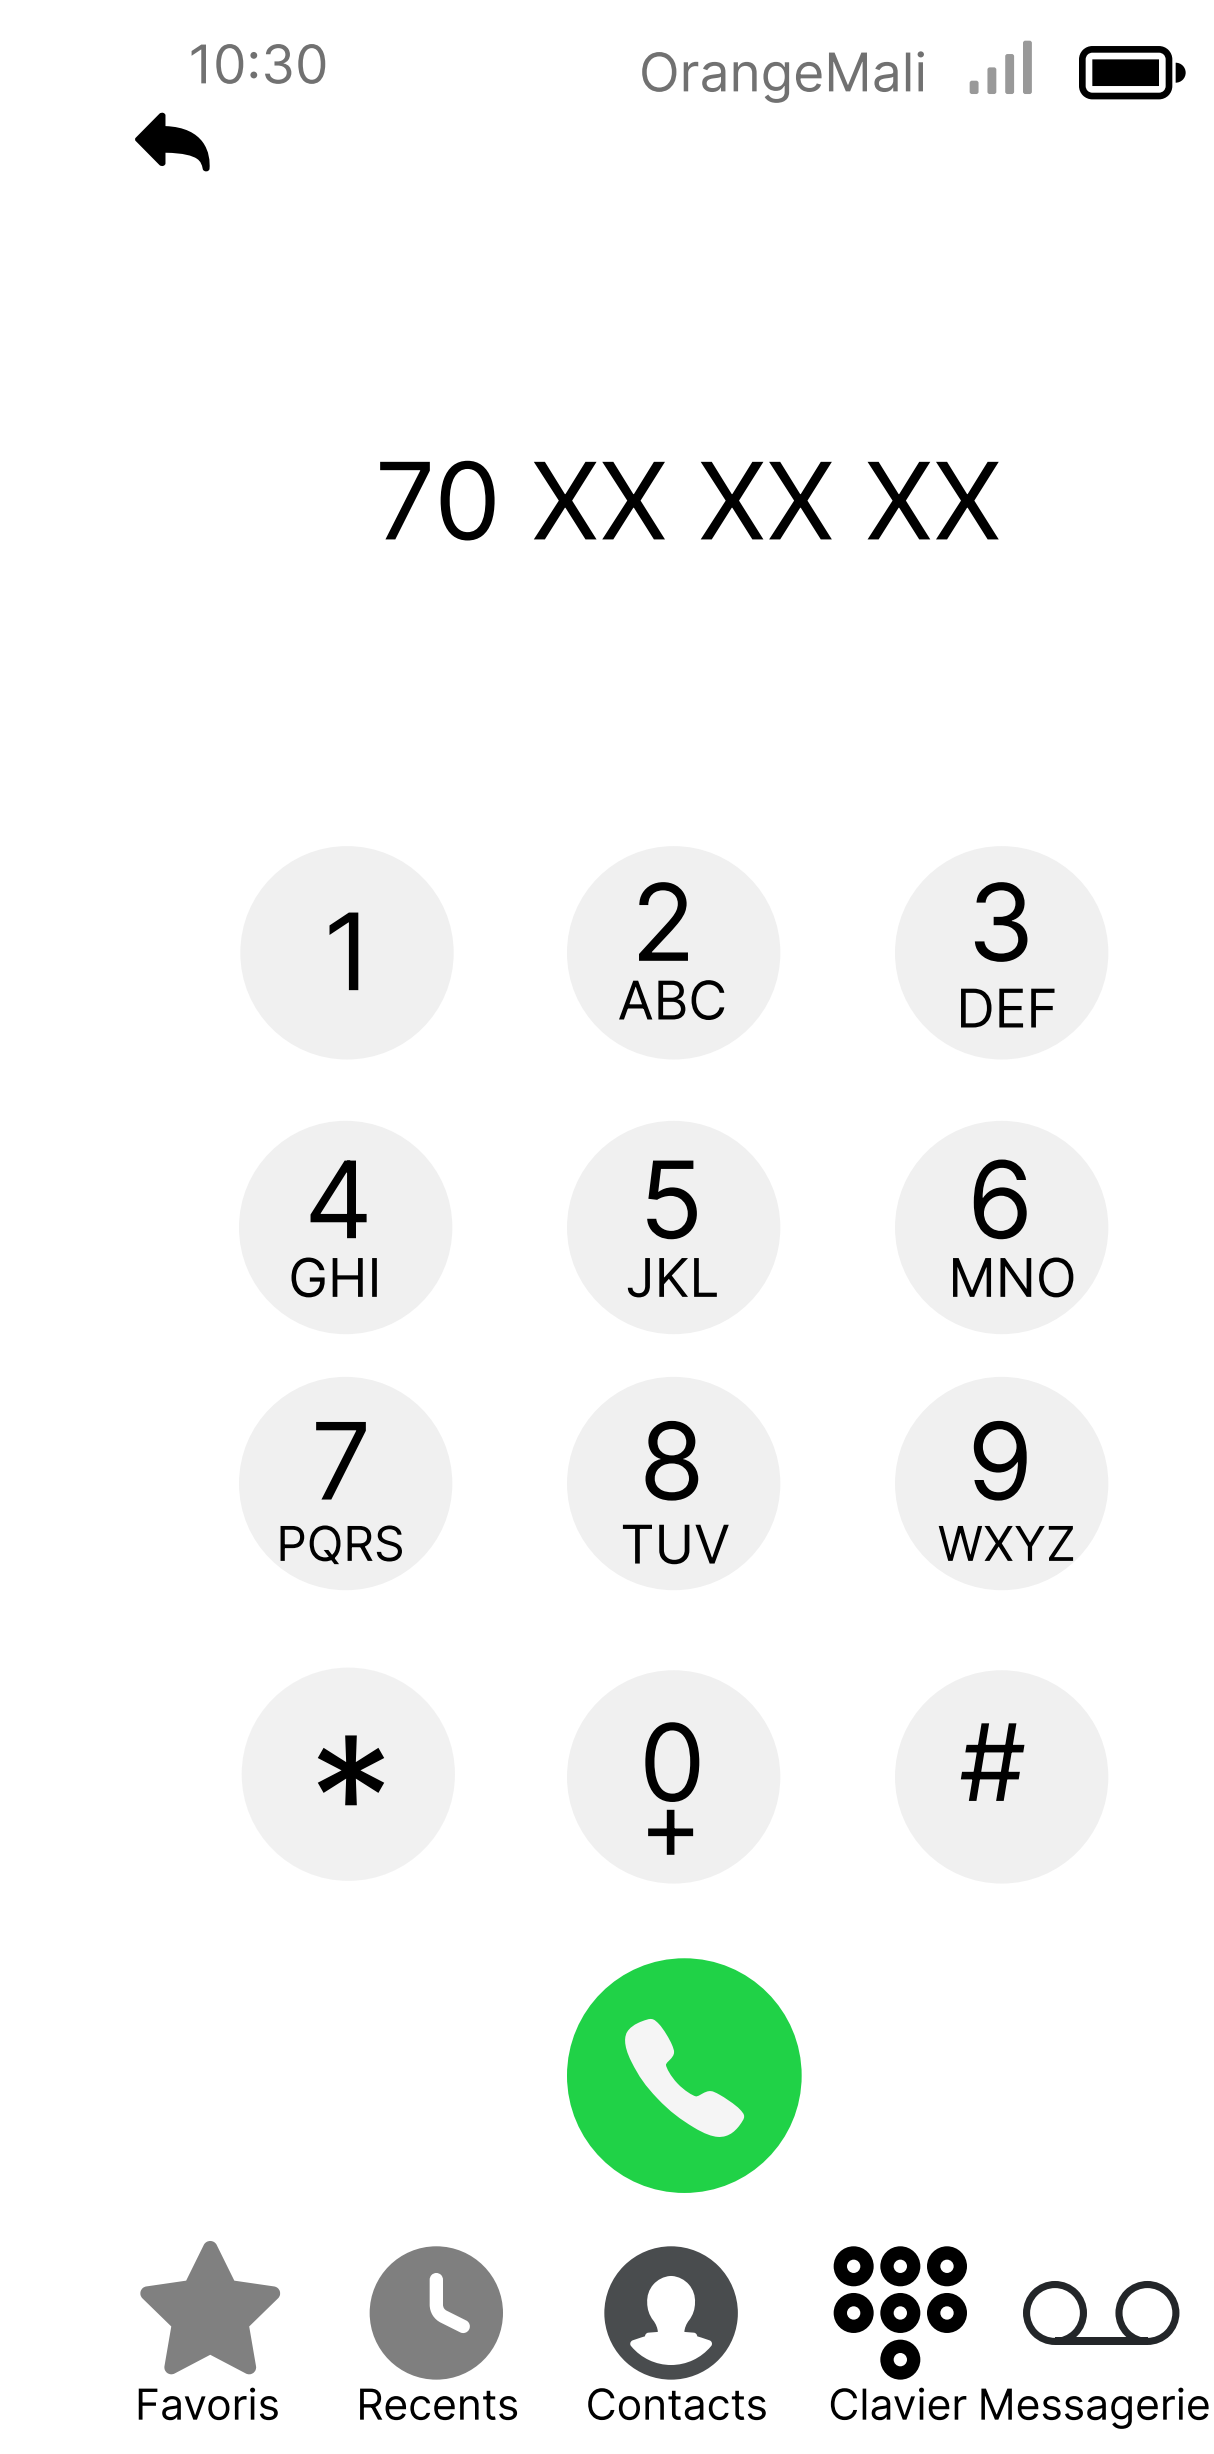 10:30 OrangeMali
70 XX XX XX
1 2 3
ABC DEF
4 5 6
GHI JKL MNO
7 8 9
PQRS TUV WXYZ
* 0 #
+
Favoris Recents Contacts Clavier Messagerie